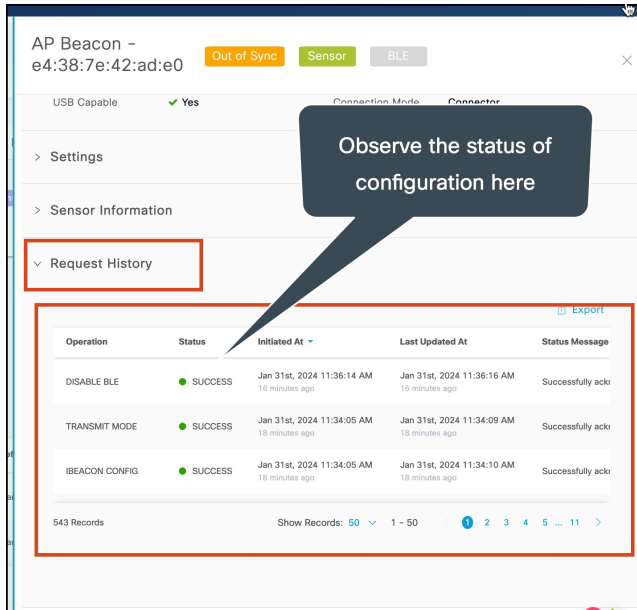 AP Beacon -
e4:38:7e:42:ad:e0
Out of Sync
Sensor
BLE
USB Capable
Yes
Connection Mode
Connector
Observe the status of
configuration here
Settings
Sensor Information
Request History
Export
Operation Status Initiated At Last Updated At Status Message
DISABLE BLE SUCCESS Jan 31st, 2024 11:36:14 AM Jan 31st, 2024 11:36:16 AM Successfully
16 minutes ago 16 minutes ago
TRANSMIT MODE SUCCESS Jan 31st, 2024 11:34:05 AM Jan 31st, 2024 11:34:09 AM Successfully
18 minutes ago 18 minutes ago
IBEACON CONFIG SUCCESS Jan 31st, 2024 11:34:05 AM Jan 31st, 2024 11:34:10 AM Successfully
18 minutes ago 18 minutes ago
543 Records Show Records: 50 1 - 50 1 2 3 4 5 ... 11